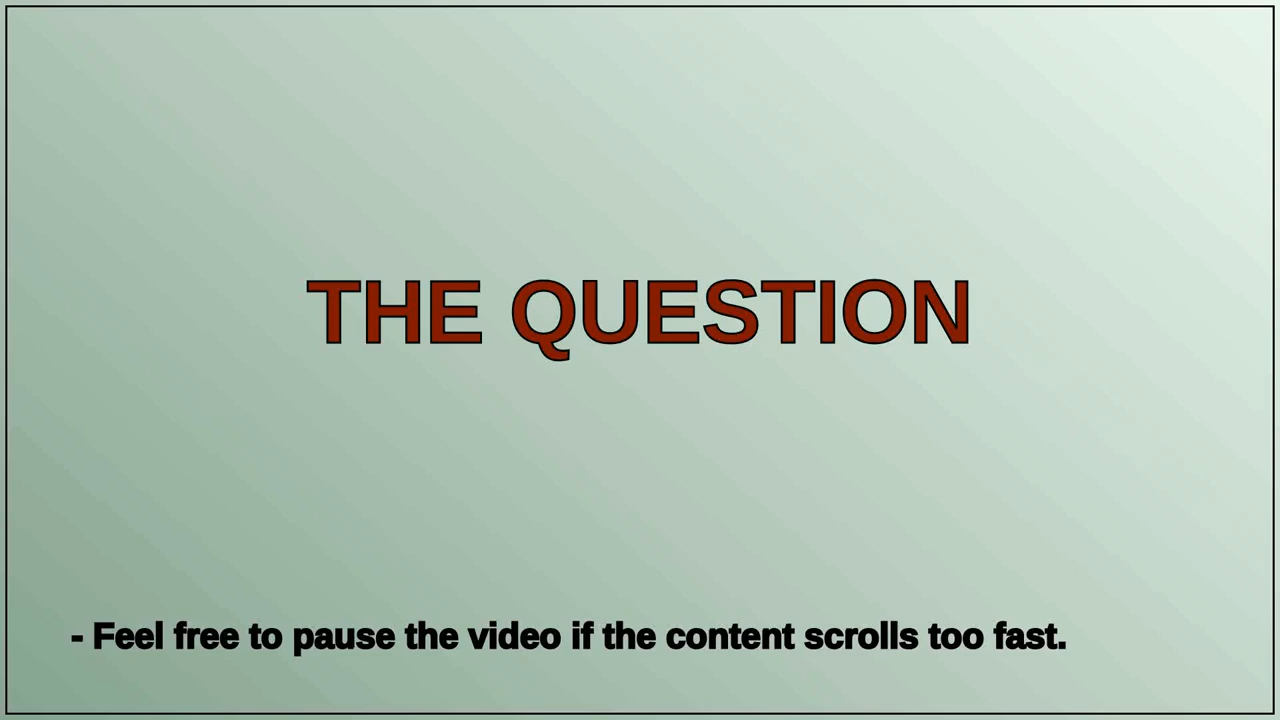 THE QUESTION
- Feel free to pause the video if the content scrolls too fast.